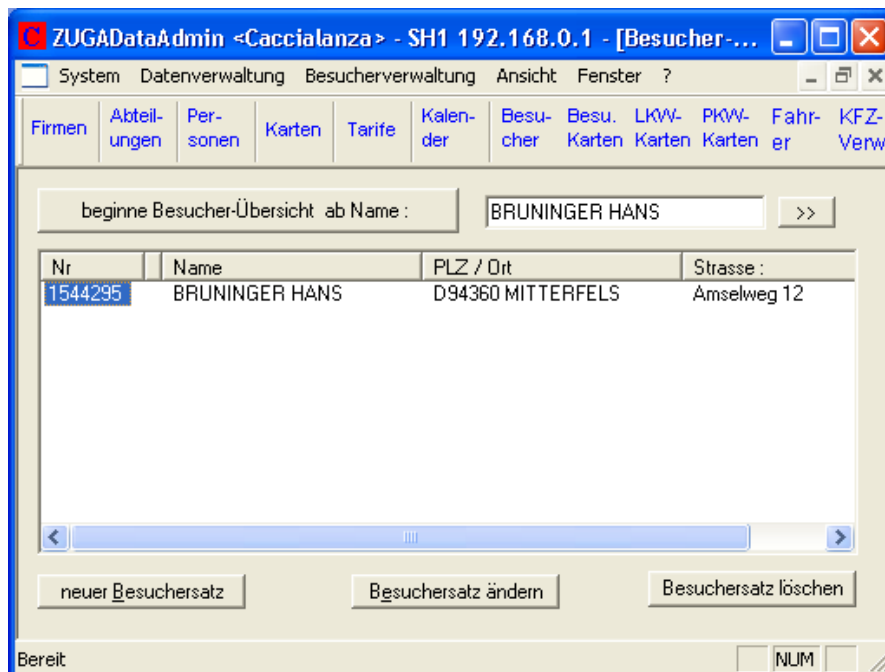 C ZUGADataAdmin <Caccialanza> - SH1 192.168.0.1 - [Besucher-...
System Datenverwaltung Besucherverwaltung Ansicht Fenster ?
Firmen Abteil- Per- Karten Tarife Kalen- Besu- Besu. LKW- PKW- Fahr- KFZ-
ungen sonen der cher Karten Karten Karten er Verw
beginne Besucher-Übersicht ab Name : BRUNINGER HANS >>
Nr Name PLZ / Ort Strasse :
1544295 BRUNINGER HANS D94360 MITTERFELS Amselweg 12
neuer Besuchersatz Besuchersatz ändern Besuchersatz löschen
Bereit NUM